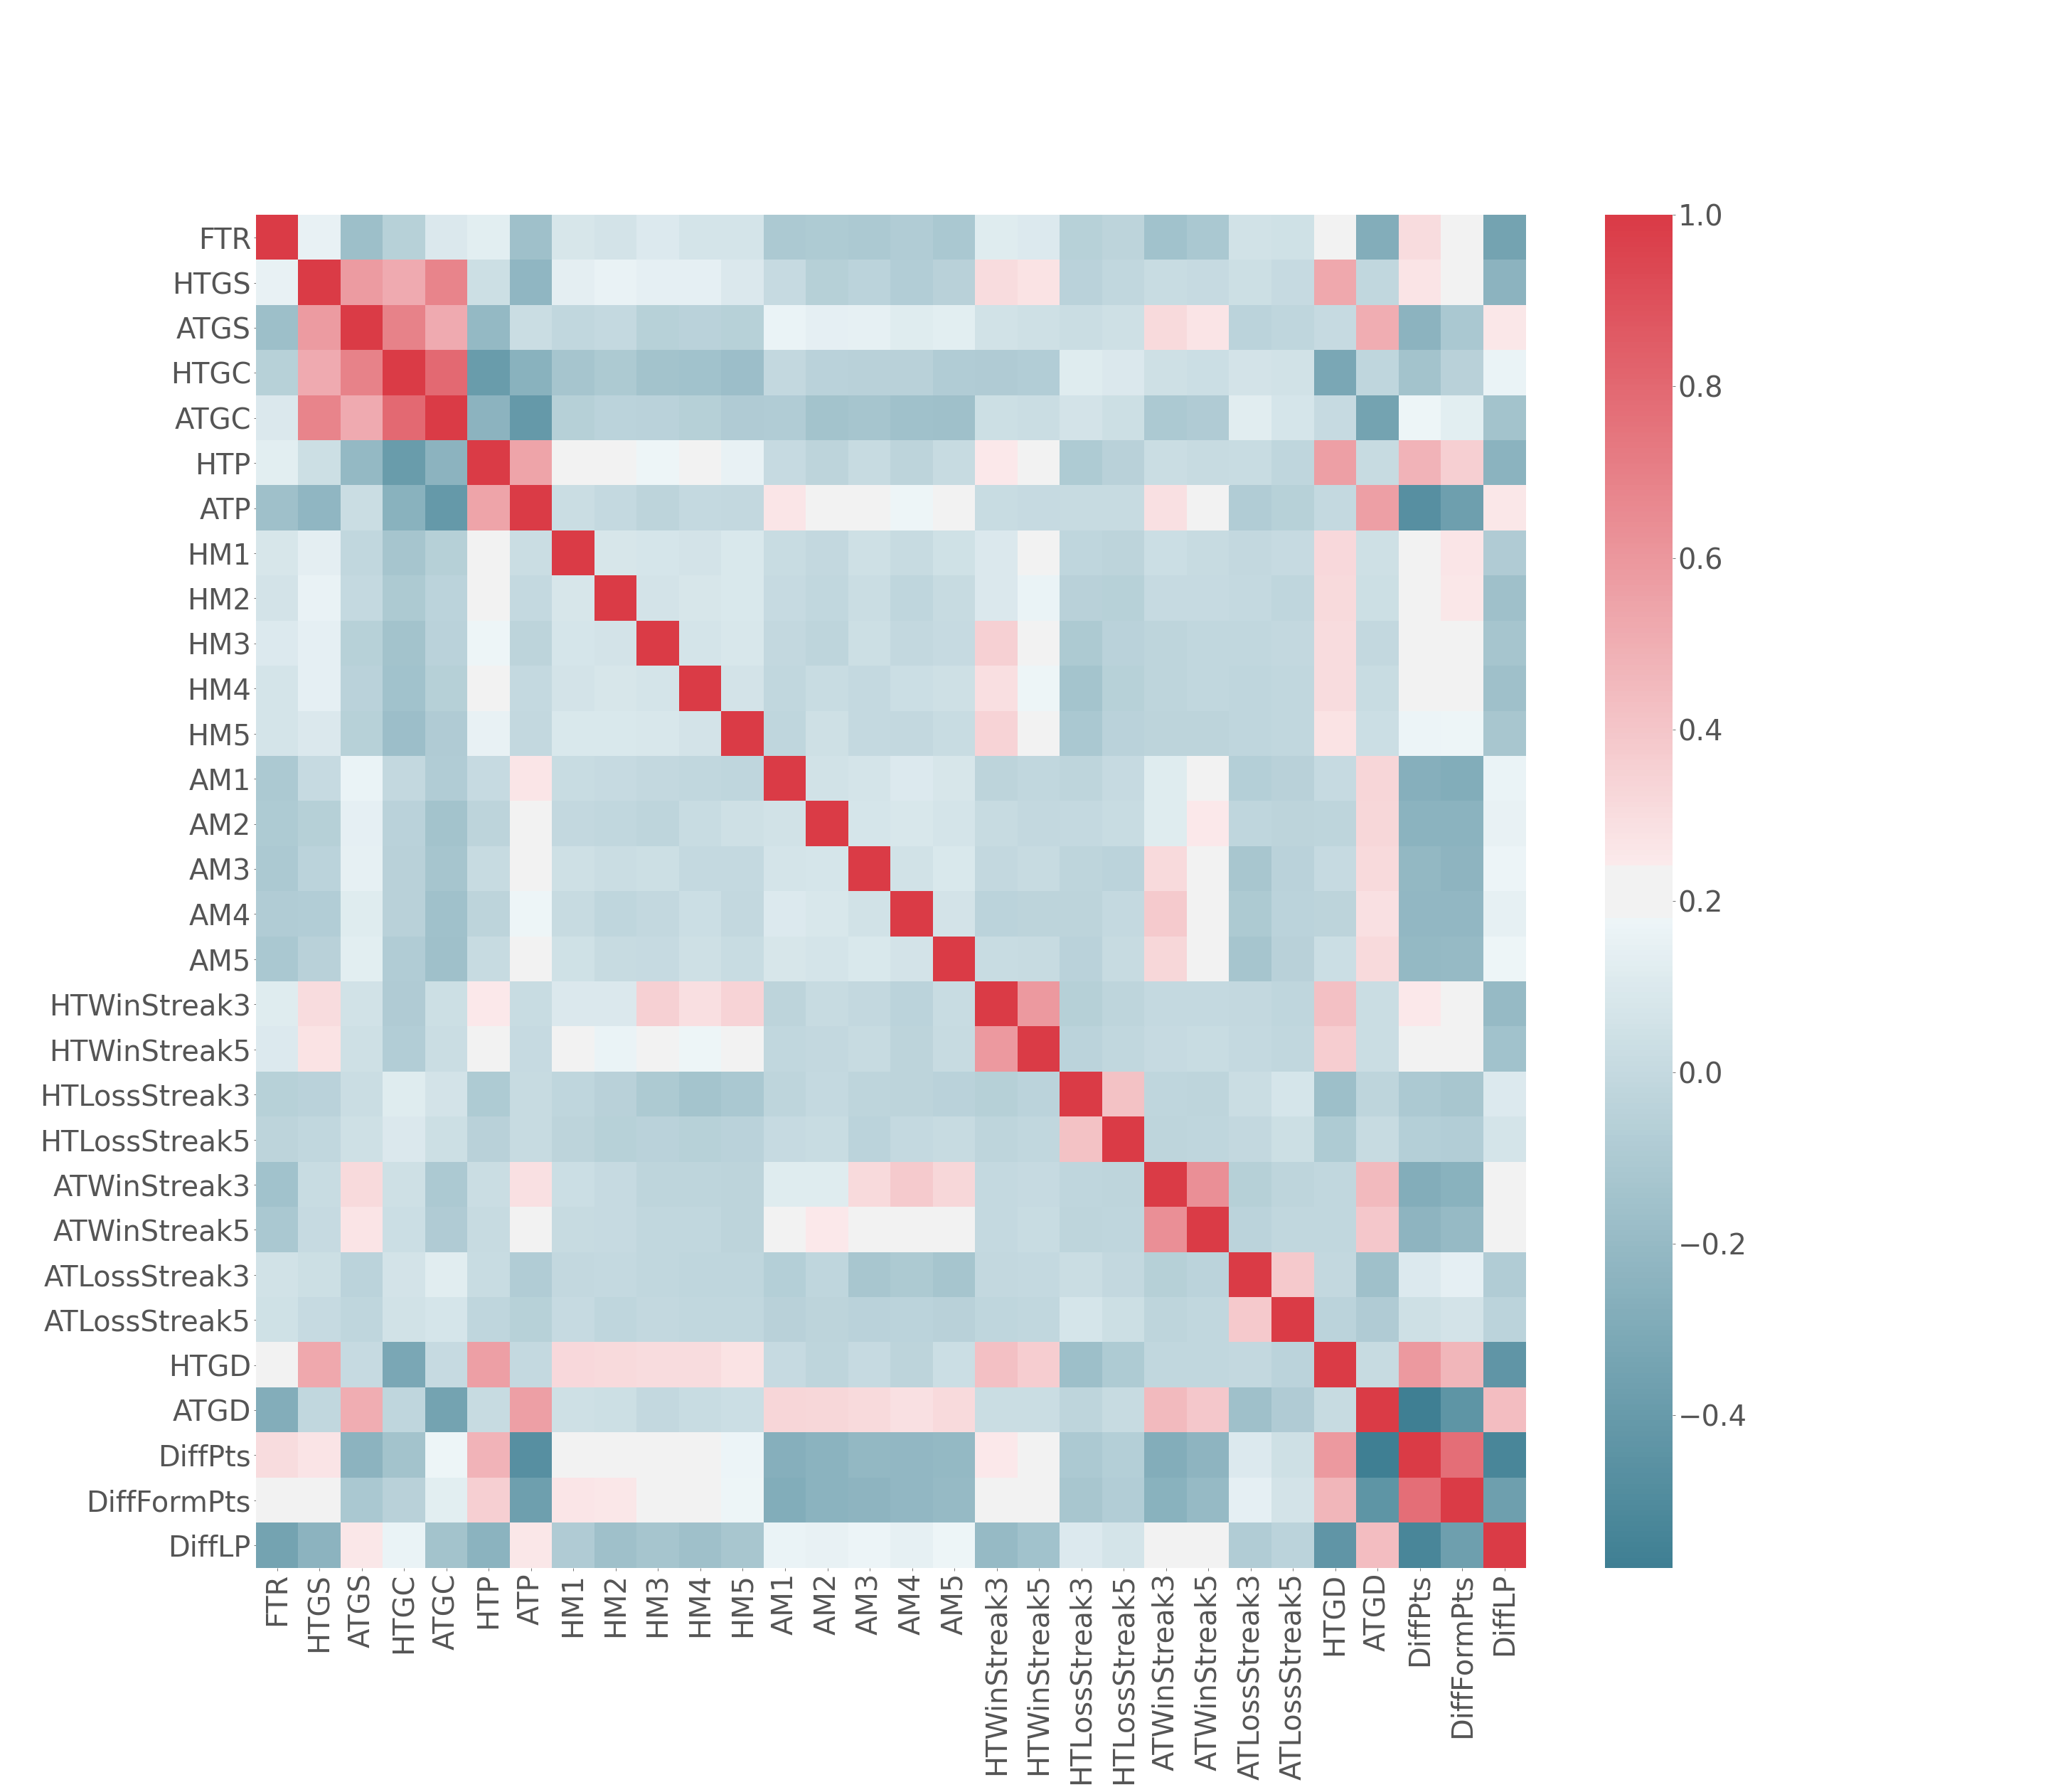 FTR
HTGS
ATGS
HTGC
ATGC
HTP
ATP
HM1
HM2
HM3
HM4
HM5
AM1
AM2
AM3
AM4
AM5
HTWinStreak3
HTWinStreak5
HTLossStreak3
HTLossStreak5
ATWinStreak3
ATWinStreak5
ATLossStreak3
ATLossStreak5
HTGD
ATGD
DiffPts
DiffFormPts
DiffLP
FTR
HTGS
ATGS
HTGC
ATGC
HTP
ATP
HM1
HM2
HM3
HM4
HM5
AM1
AM2
AM3
AM4
AM5
HTWinStreak3
HTWinStreak5
HTLossStreak3
HTLossStreak5
ATWinStreak3
ATWinStreak5
ATLossStreak3
ATLossStreak5
HTGD
ATGD
DiffPts
DiffFormPts
DiffLP
1.0
0.8
0.6
0.4
0.2
0.0
−0.2
−0.4